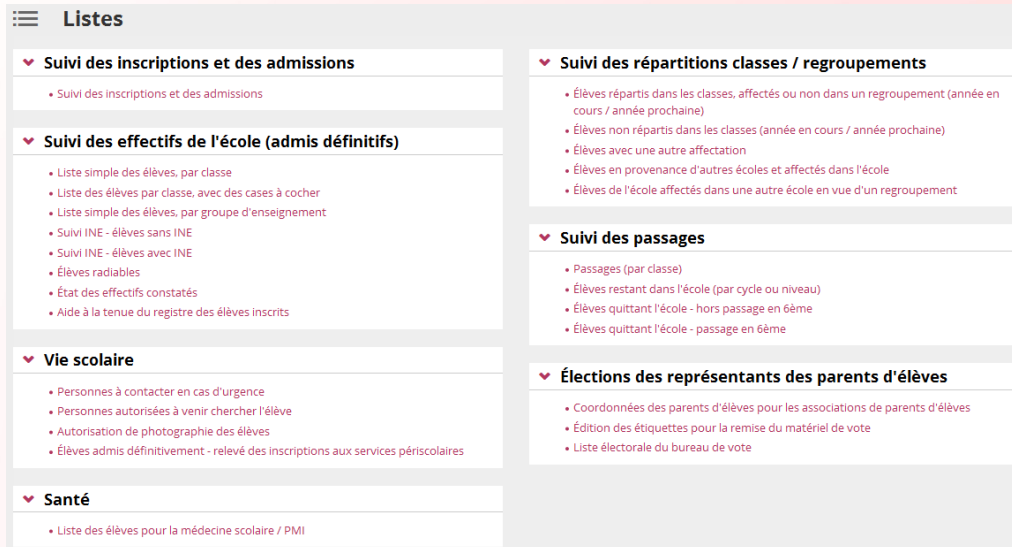 Listes
Suivi des inscriptions et des admissions
• Suivi des inscriptions et des admissions
Suivi des effectifs de l'école (admis définitifs)
• Liste simple des élèves, par classe
• Liste des élèves par classe, avec des cases à cocher
• Liste simple des élèves, par groupe d'enseignement
• Suivi INE - élèves sans INE
• Suivi INE - élèves avec INE
• Élèves radiables
• État des effectifs constatés
• Aide à la tenue du registre des élèves inscrits
Vie scolaire
• Personnes à contacter en cas d'urgence
• Personnes autorisées à venir chercher l'élève
• Autorisation de photographie des élèves
• Élèves admis définitivement - relevé des inscriptions aux services périscolaires
Santé
• Liste des élèves pour la médecine scolaire / PMI
Suivi des répartitions classes / regroupements
• Élèves répartis dans les classes, affectés ou non dans un regroupement (année en
cours / année prochaine)
• Élèves non répartis dans les classes (année en cours / année prochaine)
• Élèves avec une autre affectation
• Élèves en provenance d'autres écoles et affectés dans l'école
• Élèves de l'école affectés dans une autre école en vue d'un regroupement
Suivi des passages
• Passages (par classe)
• Élèves restant dans l'école (par cycle ou niveau)
• Élèves quittant l'école - hors passage en 6ème
• Élèves quittant l'école - passage en 6ème
Élections des représentants des parents d'élèves
• Coordonnées des parents d'élèves pour les associations de parents d'élèves
• Édition des étiquettes pour la remise du matériel de vote
• Liste électorale du bureau de vote